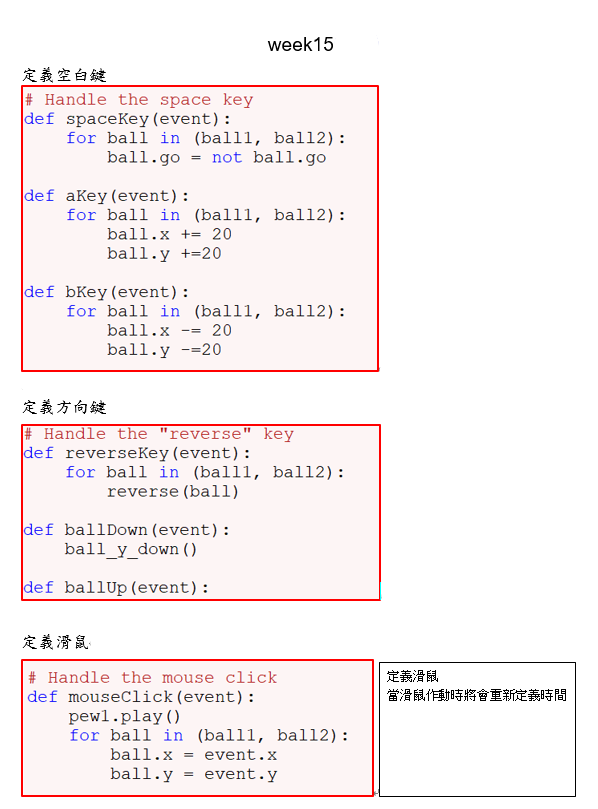 week15
定義空白鍵
# Handle the space key
def spaceKey(event):
    for ball in (ball1, ball2):
        ball.go = not ball.go
def aKey(event):
    for ball in (ball1, ball2):
        ball.x += 20
        ball.y +=20
def bKey(event):
    for ball in (ball1, ball2):
        ball.x -= 20
        ball.y -=20
定義方向鍵
# Handle the "reverse" key
def reverseKey(event):
    for ball in (ball1, ball2):
        reverse(ball)
def ballDown(event):
    ball_y_down()
def ballUp(event):
定義滑鼠
# Handle the mouse click
def mouseClick(event):
    pew1.play()
    for ball in (ball1, ball2):
        ball.x = event.x
        ball.y = event.y
定義滑鼠
當滑鼠作動時將會重新定義時間